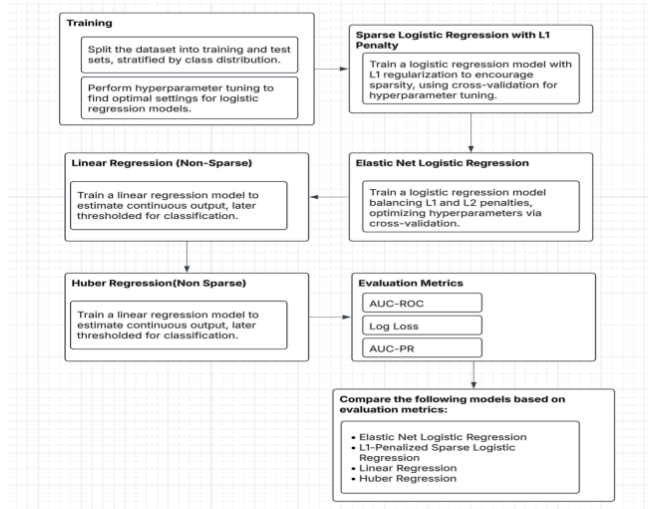 Training
Split the dataset into training and test
sets, stratified by class distribution.
Perform hyperparameter tuning to
find optimal settings for logistic
regression models.
Sparse Logistic Regression with L1
Penalty
Train a logistic regression model with
L1 regularization to encourage
sparsity, using cross-validation for
hyperparameter tuning.
Linear Regression (Non-Sparse)
Train a linear regression model to
estimate continuous output, later
thresholded for classification.
Elastic Net Logistic Regression
Train a logistic regression model
balancing L1 and L2 penalties,
optimizing hyperparameters via
cross-validation.
Huber Regression(Non Sparse)
Train a linear regression model to
estimate continuous output, later
thresholded for classification.
Evaluation Metrics
AUC-ROC
Log Loss
AUC-PR
Compare the following models based on
evaluation metrics:
• Elastic Net Logistic Regression
• L1-Penalized Sparse Logistic
Regression
• Linear Regression
• Huber Regression